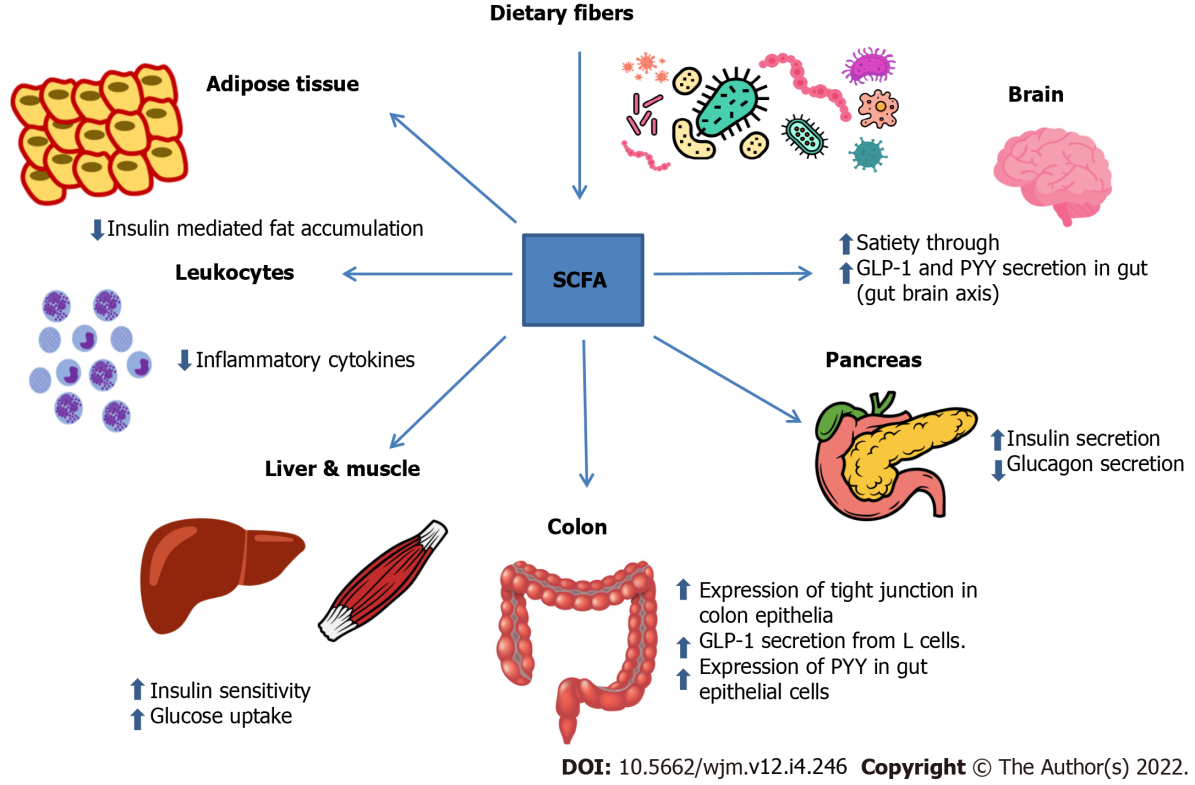 Dietary fibers
Adipose tissue
Brain
↓Insulin mediated fat accumulation
Leukocytes
SCFA
↑Satiety through
↑GLP-1 and PYY secretion in gut
(gut brain axis)
↓Inflammatory cytokines
Pancreas
↑Insulin secretion
↓Glucagon secretion
Liver & muscle
Colon
↑Expression of tight junction in
colon epithelia
↑GLP-1 secretion from L cells.
↑Expression of PYY in gut
epithelial cells
↑Insulin sensitivity
↑Glucose uptake
DOI: 10.5662/wjm.v12.i4.246 Copyright © The Author(s) 2022.